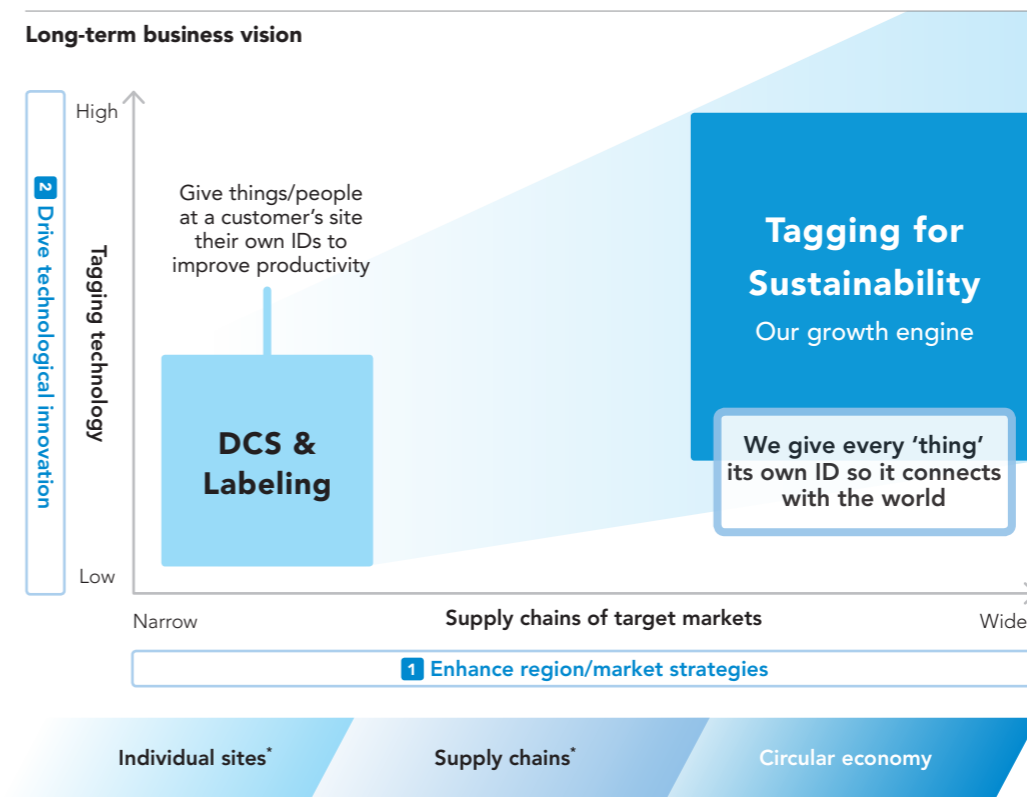 Long-term business vision
High
2 Drive technological innovation
Tagging technology
Low
Give things/people
at a customer's site
their own IDs to
improve productivity
DCS &
Labeling
Tagging for
Sustainability
Our growth engine
We give every 'thing'
its own ID so it connects
with the world
Narrow
Supply chains of target markets
Wide
1 Enhance region/market strategies
Individual sites*
Supply chains*
Circular economy